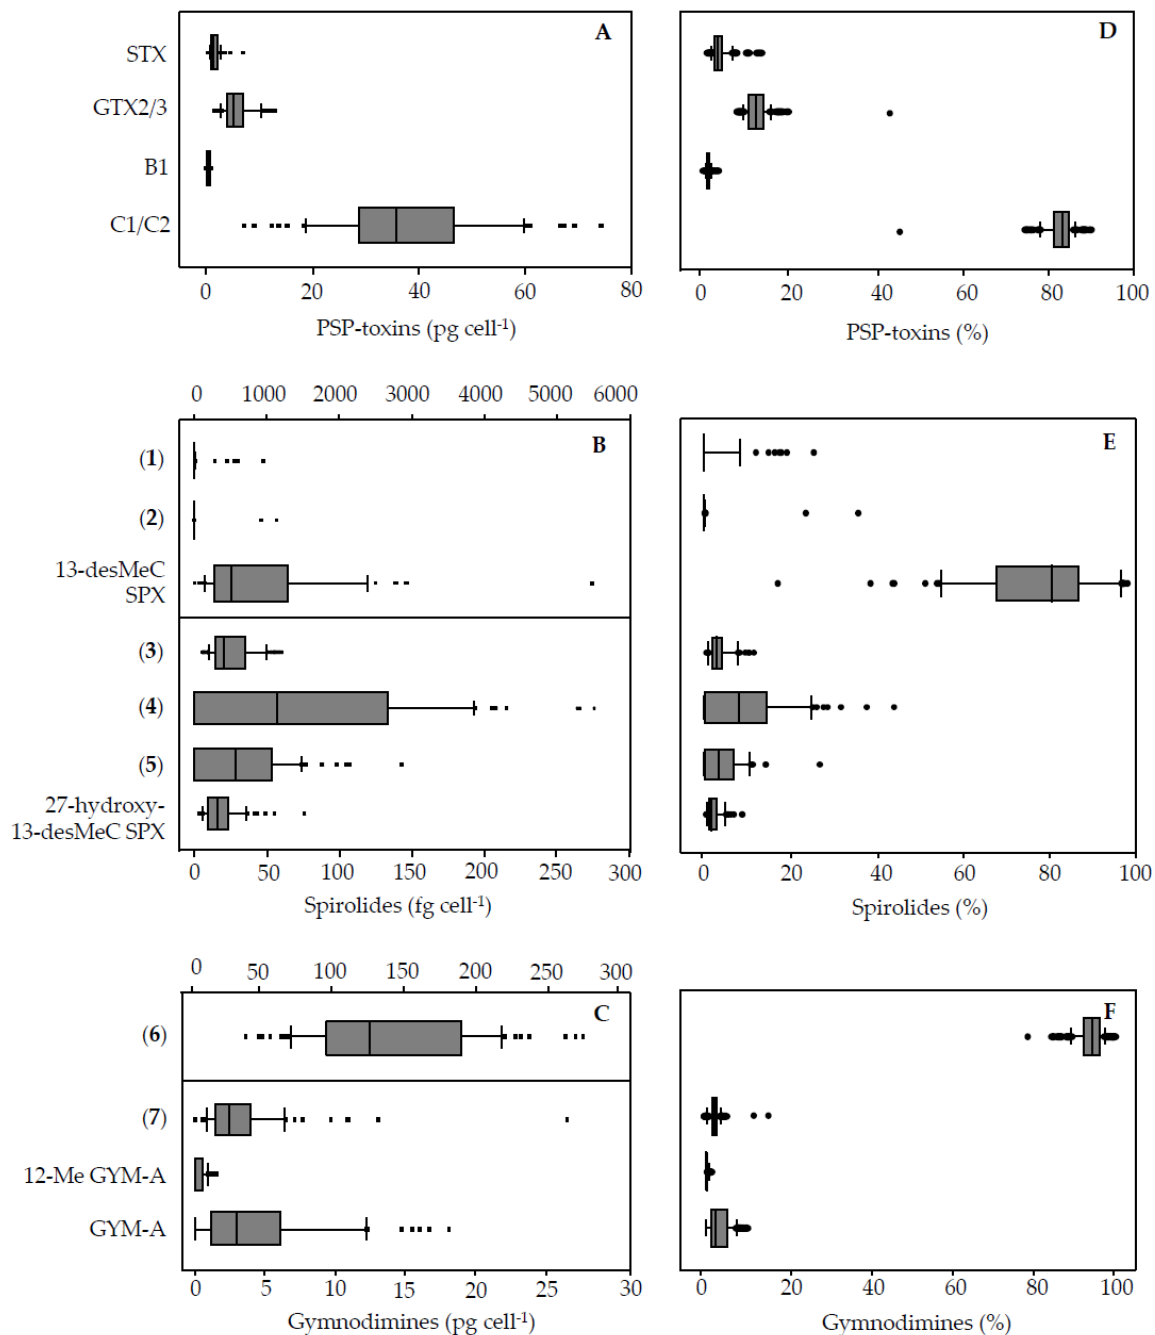 A
STX
GTX2/3
B1
C1/C2
0 20 40 60 80
PSP-toxins (pg cell-1)
D
0 20 40 60 80 100
PSP-toxins (%)
0 1000 2000 3000 4000 5000 6000
B
(1)
(2)
13-desMeC
SPX
(3)
(4)
(5)
27-hydroxy-
13-desMeC SPX
0 50 100 150 200 250 300
Spirolides (fg cell-1)
E
0 20 40 60 80 100
Spirolides (%)
0 50 100 150 200 250 300
C
(6)
(7)
12-Me GYM-A
GYM-A
0 5 10 15 20 25 30
Gymnodimines (pg cell-1)
F
0 20 40 60 80 100
Gymnodimines (%)